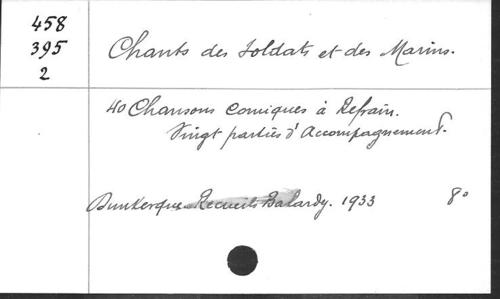 458
395
2
Chants des Soldats et des Marins.
40 Chansons comiques à Refrain.
Vingt parties d'Accompagnement.
Dunkerque. Recueils Balardy. 1933 8°